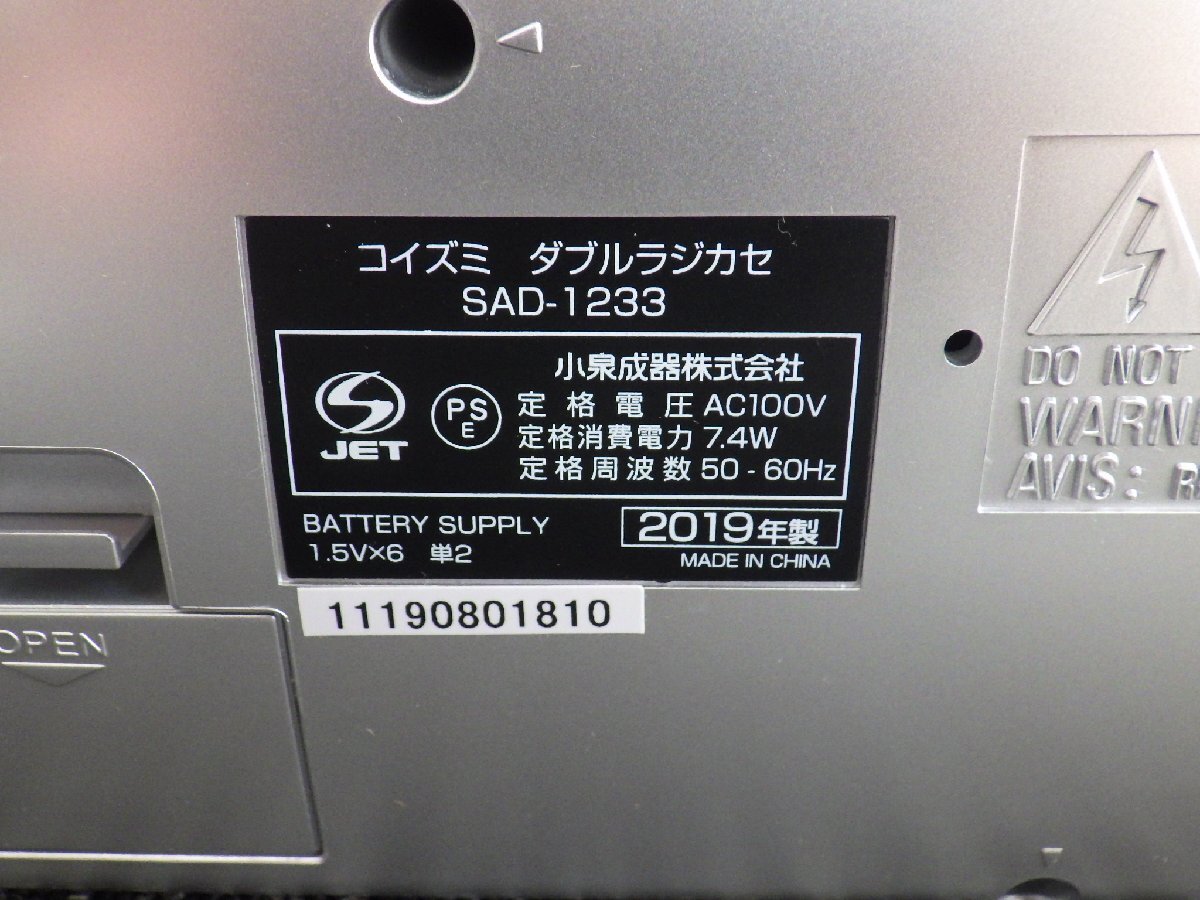 コイズミ ダブルラジカセ
SAD-1233
小泉成器株式会社
JET
PS
E
定格電圧 AC100V
定格消費電力 7.4W
定格周波数 50-60Hz
BATTERY SUPPLY
1.5V×6 単2
2019年製
MADE IN CHINA
11190801810
OPEN
DO NOT
AVIS: